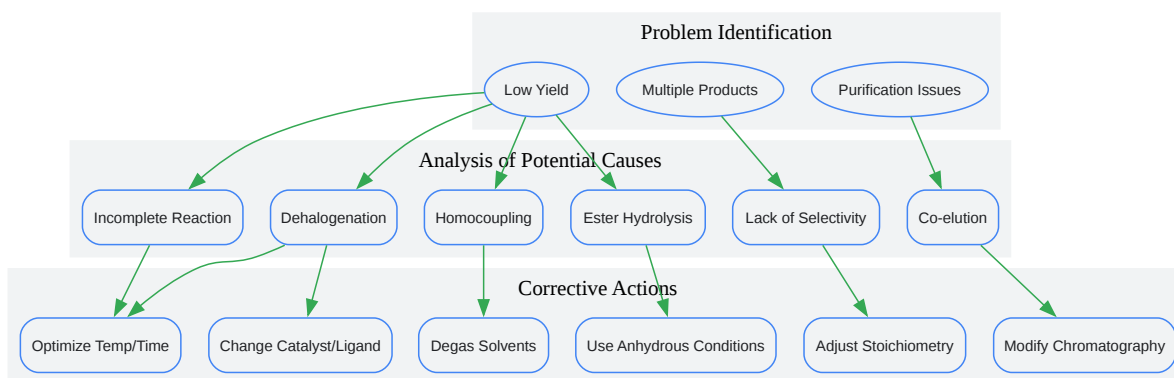 Problem Identification
Low Yield
Multiple Products
Purification Issues
Analysis of Potential Causes
Incomplete Reaction
Dehalogenation
Homocoupling
Ester Hydrolysis
Lack of Selectivity
Co-elution
Corrective Actions
Optimize Temp/Time
Change Catalyst/Ligand
Degas Solvents
Use Anhydrous Conditions
Adjust Stoichiometry
Modify Chromatography